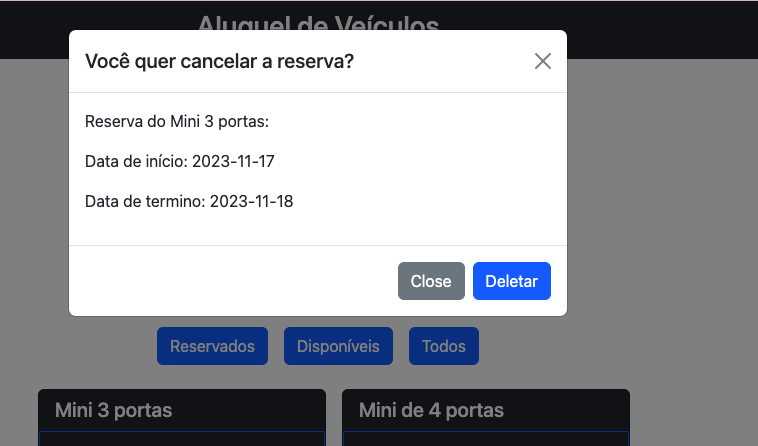 Aluguel de Veículos
Você quer cancelar a reserva?
Reserva do Mini 3 portas:
Data de início: 2023-11-17
Data de termino: 2023-11-18
Close Deletar
Reservados Disponíveis Todos
Mini 3 portas Mini de 4 portas